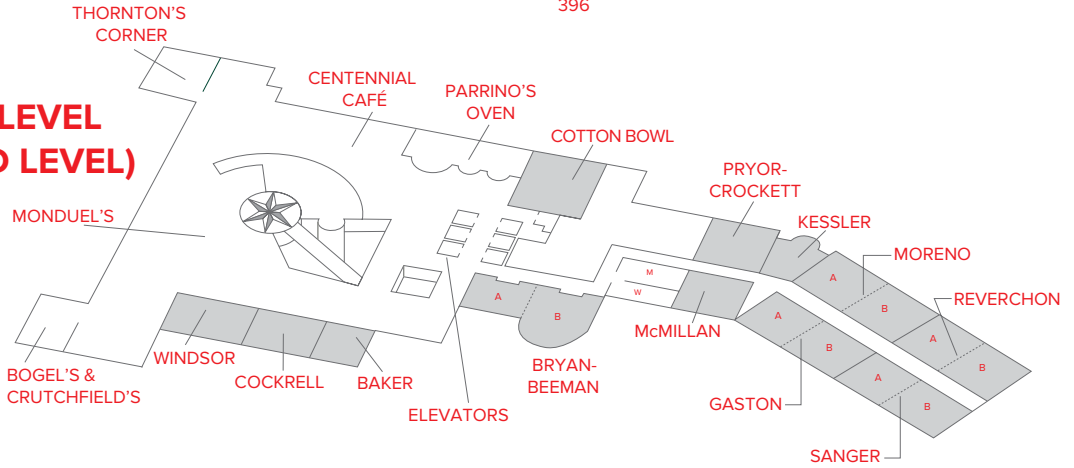 396
THORNTON'S
CORNER
CENTENNIAL
CAFÉ
PARRINO'S
OVEN
LEVEL
LEVEL)
COTTON BOWL
PRYOR-
CROCKETT
MONDUEL'S
KESSLER
MORENO
REVERCHON
M
W
A
B
A
B
A
B
A
B
A
B
McMILLAN
WINDSOR
COCKRELL
BAKER
BRYAN-
BEEMAN
BOGEL'S &
CRUTCHFIELD'S
ELEVATORS
GASTON
SANGER